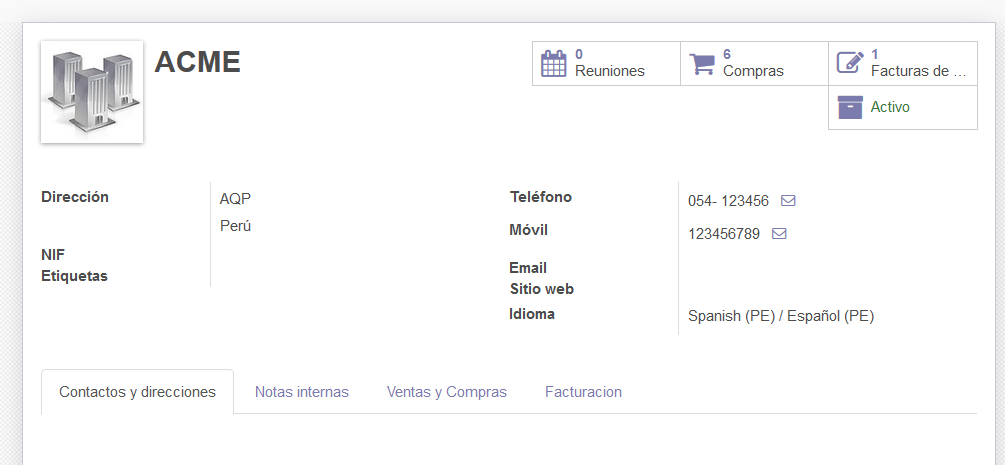 ACME
0
Reuniones
6
Compras
1
Facturas de ...
Activo
Dirección
AQP
Perú
NIF
Etiquetas
Teléfono
054- 123456
Móvil
123456789
Email
Sitio web
Idioma
Spanish (PE) / Español (PE)
Contactos y direcciones
Notas internas
Ventas y Compras
Facturacion